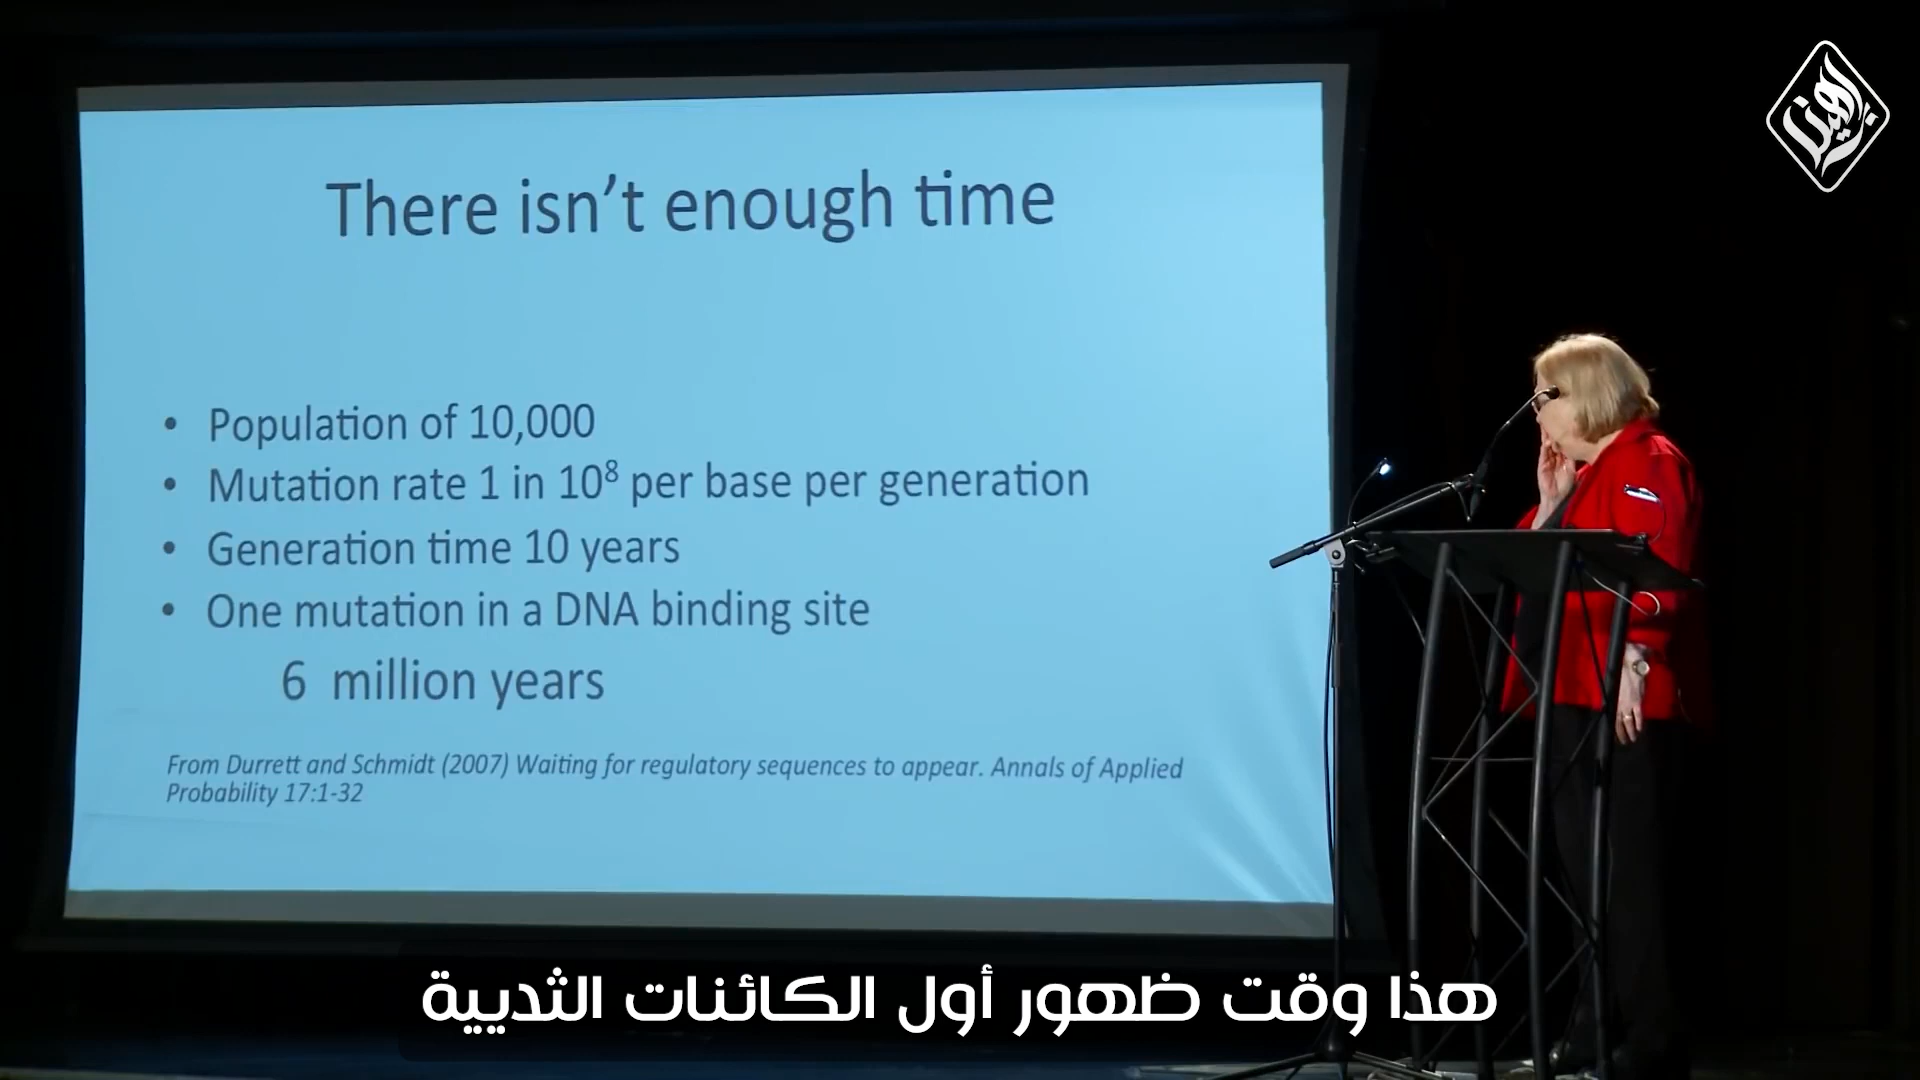 There isn't enough time
• Population of 10,000
• Mutation rate 1 in 10⁸ per base per generation
• Generation time 10 years
• One mutation in a DNA binding site
6 million years
From Durrett and Schmidt (2007) Waiting for regulatory sequences to appear. Annals of Applied
Probability 17:1-32
هذا وقت ظهور أول الكائنات الثديية
براهين